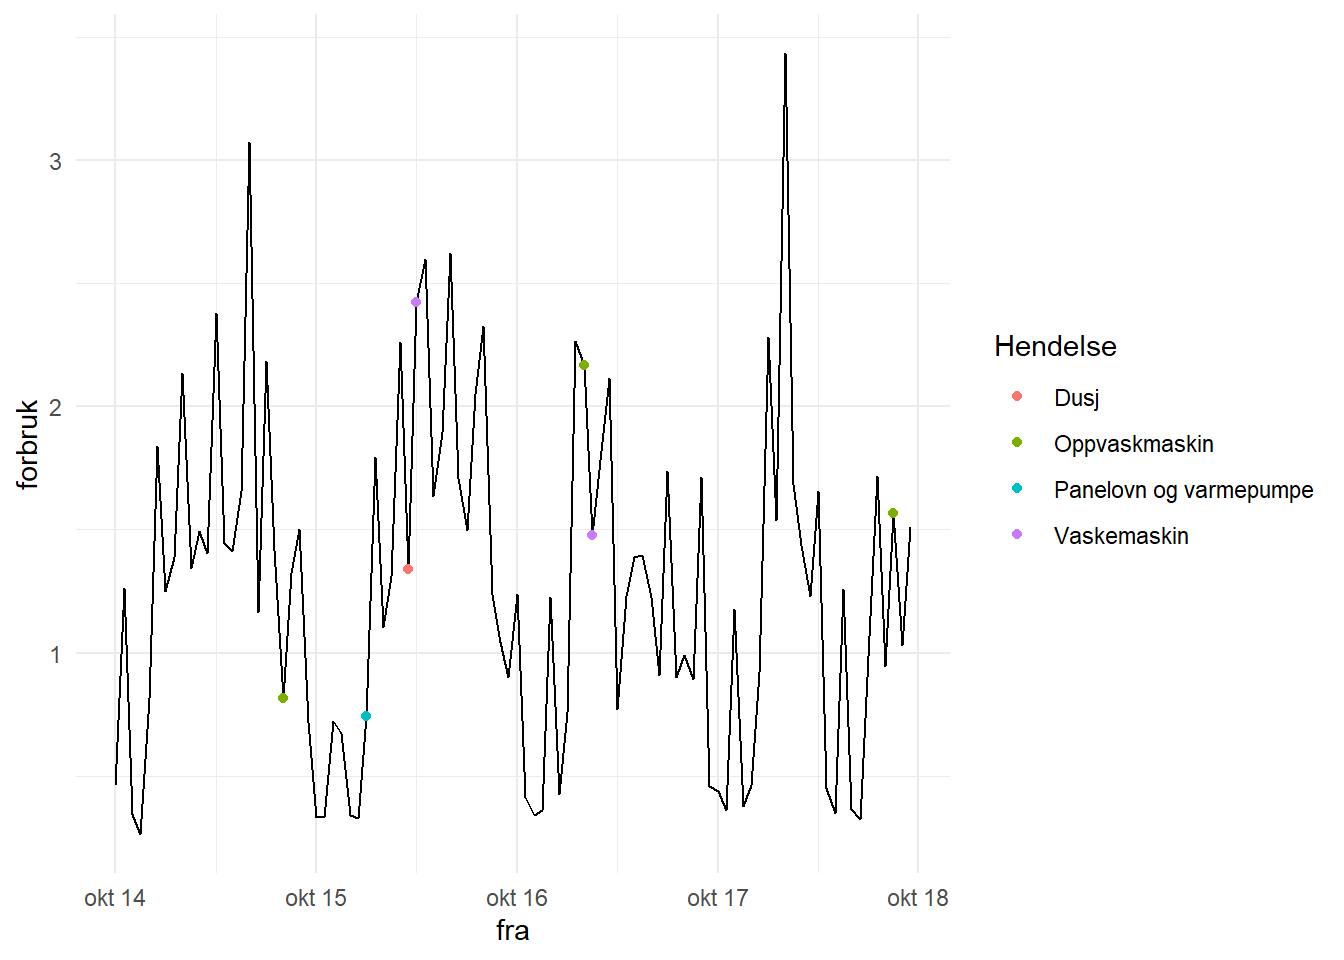 forbruk
3
2
1
okt 14 okt 15 okt 16 okt 17 okt 18
fra
Hendelse
Dusj
Oppvaskmaskin
Panelovn og varmepumpe
Vaskemaskin